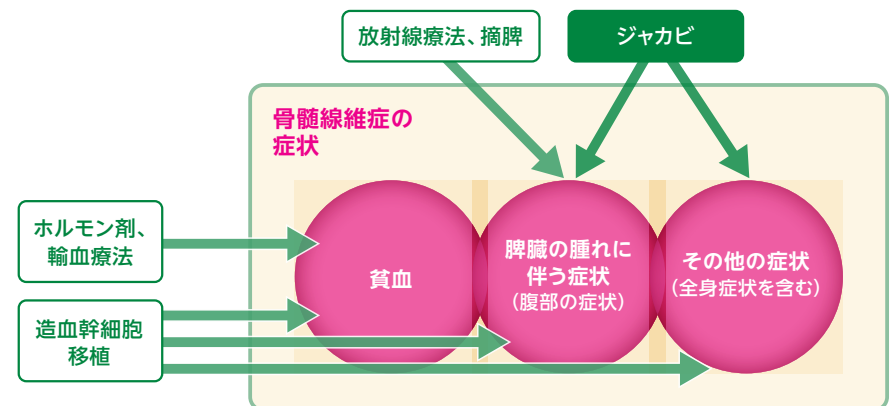 放射線療法、摘脾
ジャカビ
骨髄線維症の
症状
ホルモン剤、
輸血療法
貧血
脾臓の腫れに
伴う症状
（腹部の症状）
その他の症状
（全身症状を含む）
造血幹細胞
移植